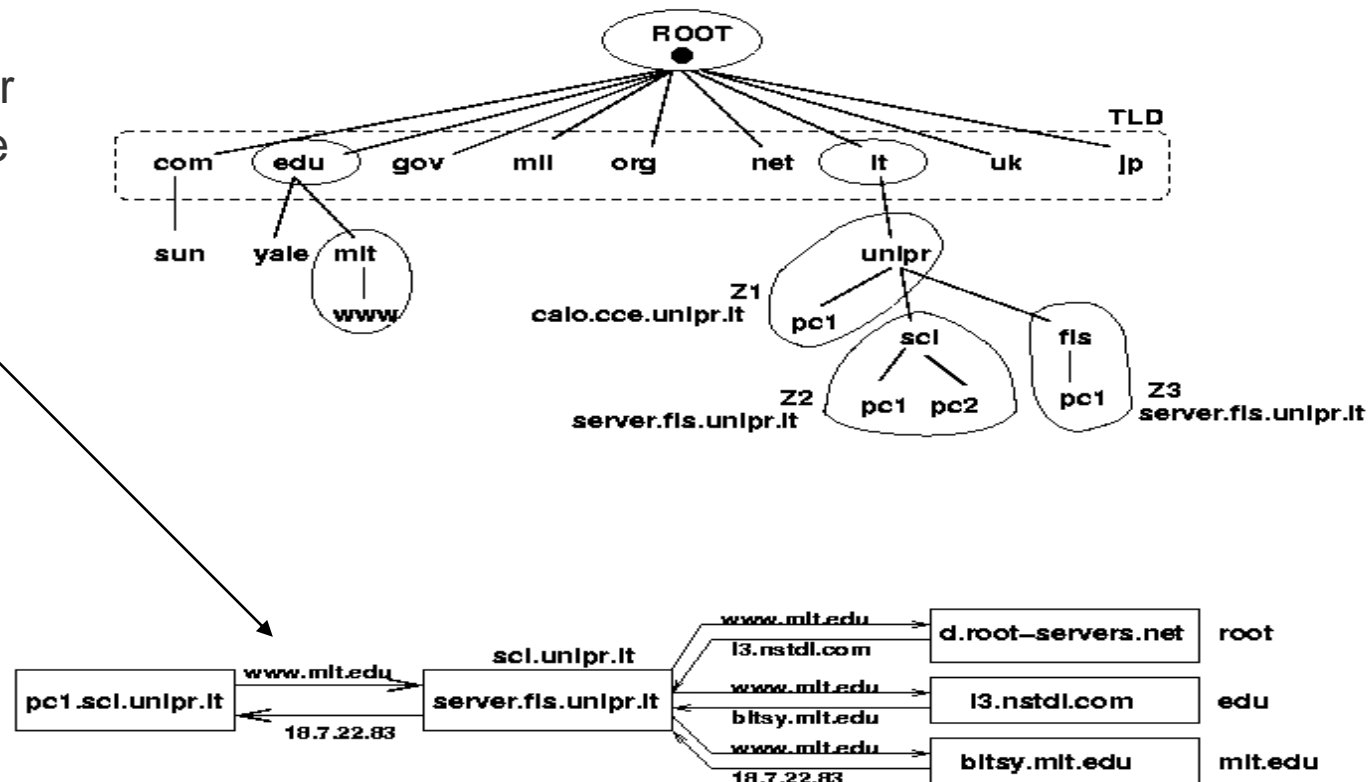 ROOT
r
e
TLD
com edu gov mil org net it uk jp
sun yale mit unipr
www
Z1
caio.cce.unipr.it
pc1
sci
fis
Z2
server.fis.unipr.it
pc1 pc2
pc1
Z3
server.fis.unipr.it
www.mit.edu
l3.nstdl.com
d.root-servers.net root
sci.unipr.it
www.mit.edu
pc1.sci.unipr.it
18.7.22.83
server.fis.unipr.it
www.mit.edu
bitsy.mit.edu
l3.nstdl.com edu
www.mit.edu
18.7.22.83
bitsy.mit.edu mit.edu